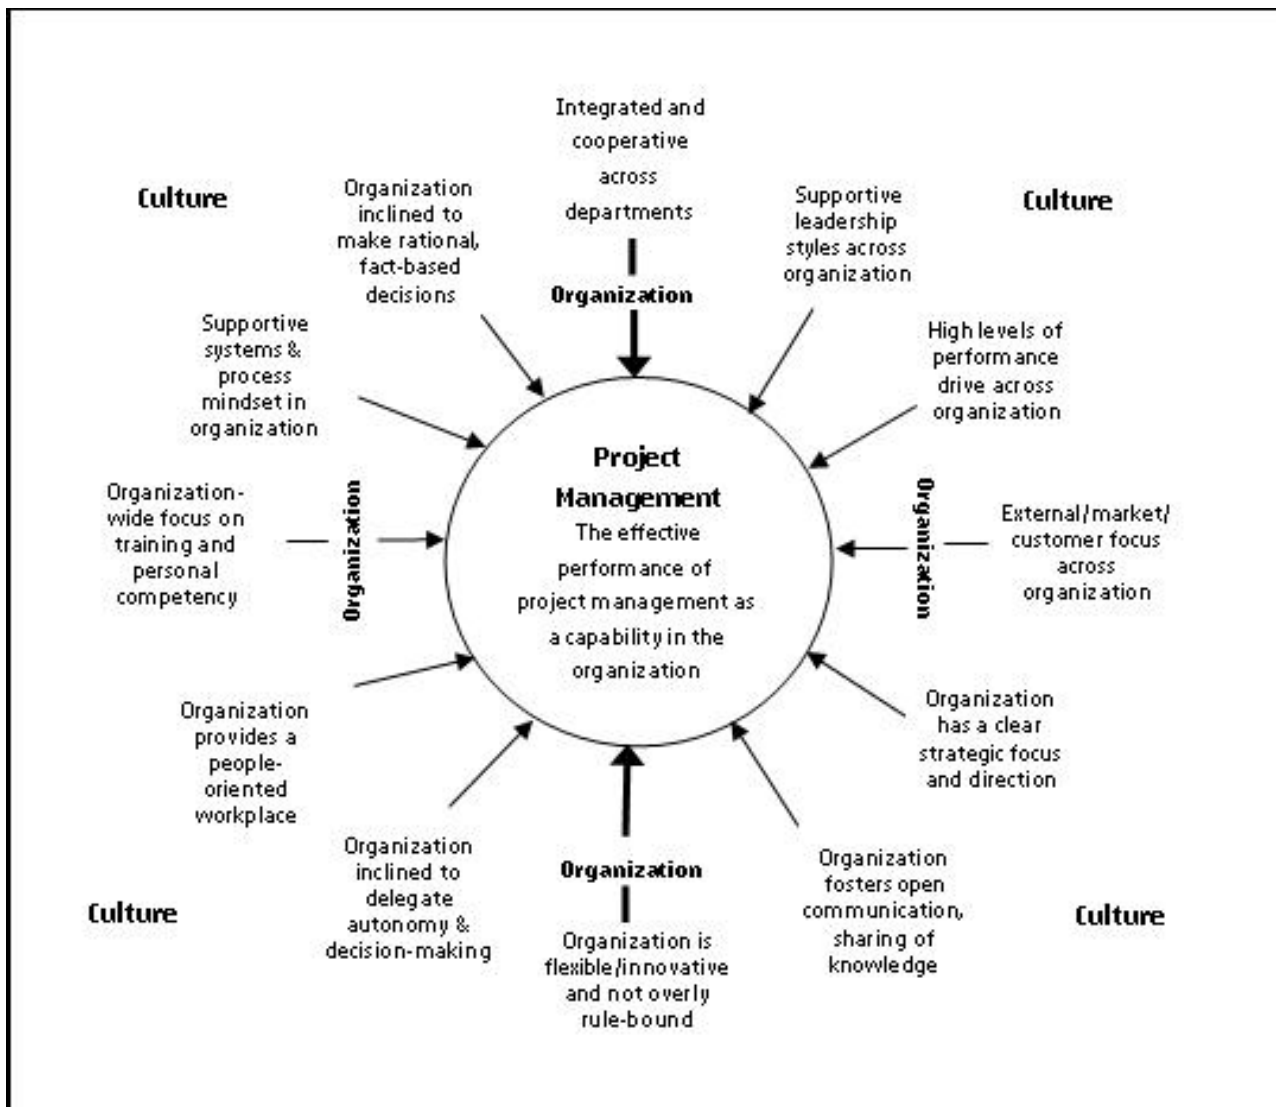 Integrated and
cooperative
across
departments
Culture
Organization
inclined to
make rational,
fact-based
decisions
Supportive
leadership
styles across
organization
Culture
Organization
Supportive
systems &
process
mindset in
organization
High levels of
performance
drive across
organization
Organization-
wide focus on
training and
personal
competency
Organization
Project
Management
The effective
performance of
project management as
a capability in the
organization
Organization
External/market/
customer focus
across
organization
Organization
provides a
people-
oriented
workplace
Organization
has a clear
strategic focus
and direction
Organization
inclined to
delegate
autonomy &
decision-making
Organization
Organization is
flexible/innovative
and not overly
rule-bound
Organization
fosters open
communication,
sharing of
knowledge
Culture
Culture